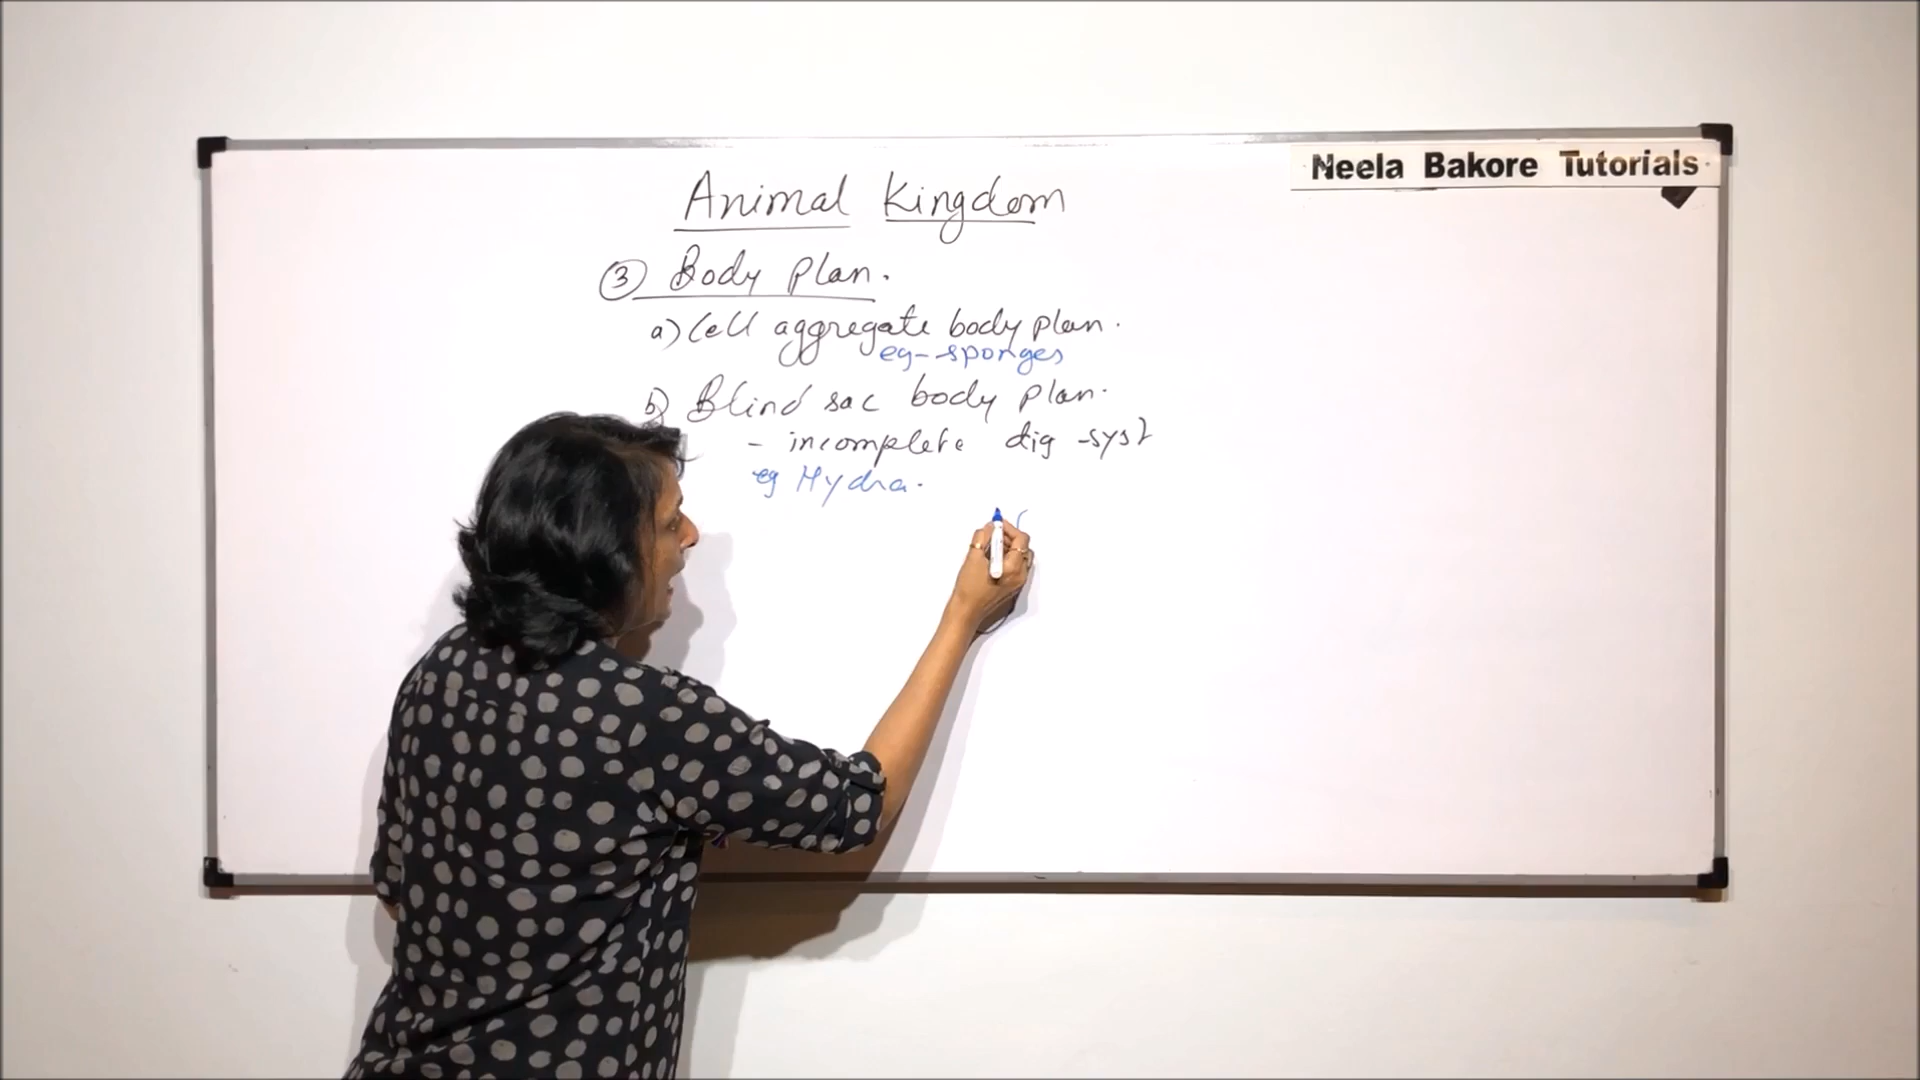 Neela Bakore Tutorials
Animal Kingdom
③ Body plan.
a) Cell aggregate body plan.
eg- sponges
b) Blind sac body plan.
- incomplete dig-syst
eg Hydra.